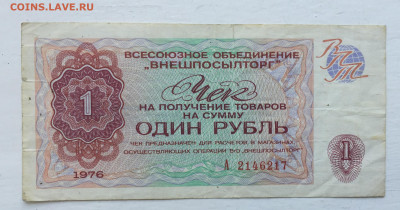 COINS.LAVE.RU
ВСЕСОЮЗНОЕ ОБЪЕДИНЕНИЕ
„ВНЕШПОСЫЛТОРГ"
ВПТ
Чек
НА ПОЛУЧЕНИЕ ТОВАРОВ
НА СУММУ
ОДИН РУБЛЬ
1
ЧЕК ПРЕДНАЗНАЧЕН ДЛЯ РАСЧЕТОВ В МАГАЗИНАХ,
ОСУЩЕСТВЛЯЮЩИХ ОПЕРАЦИИ В/О „ВНЕШПОСЫЛТОРГ"
1
А 2146217
1976